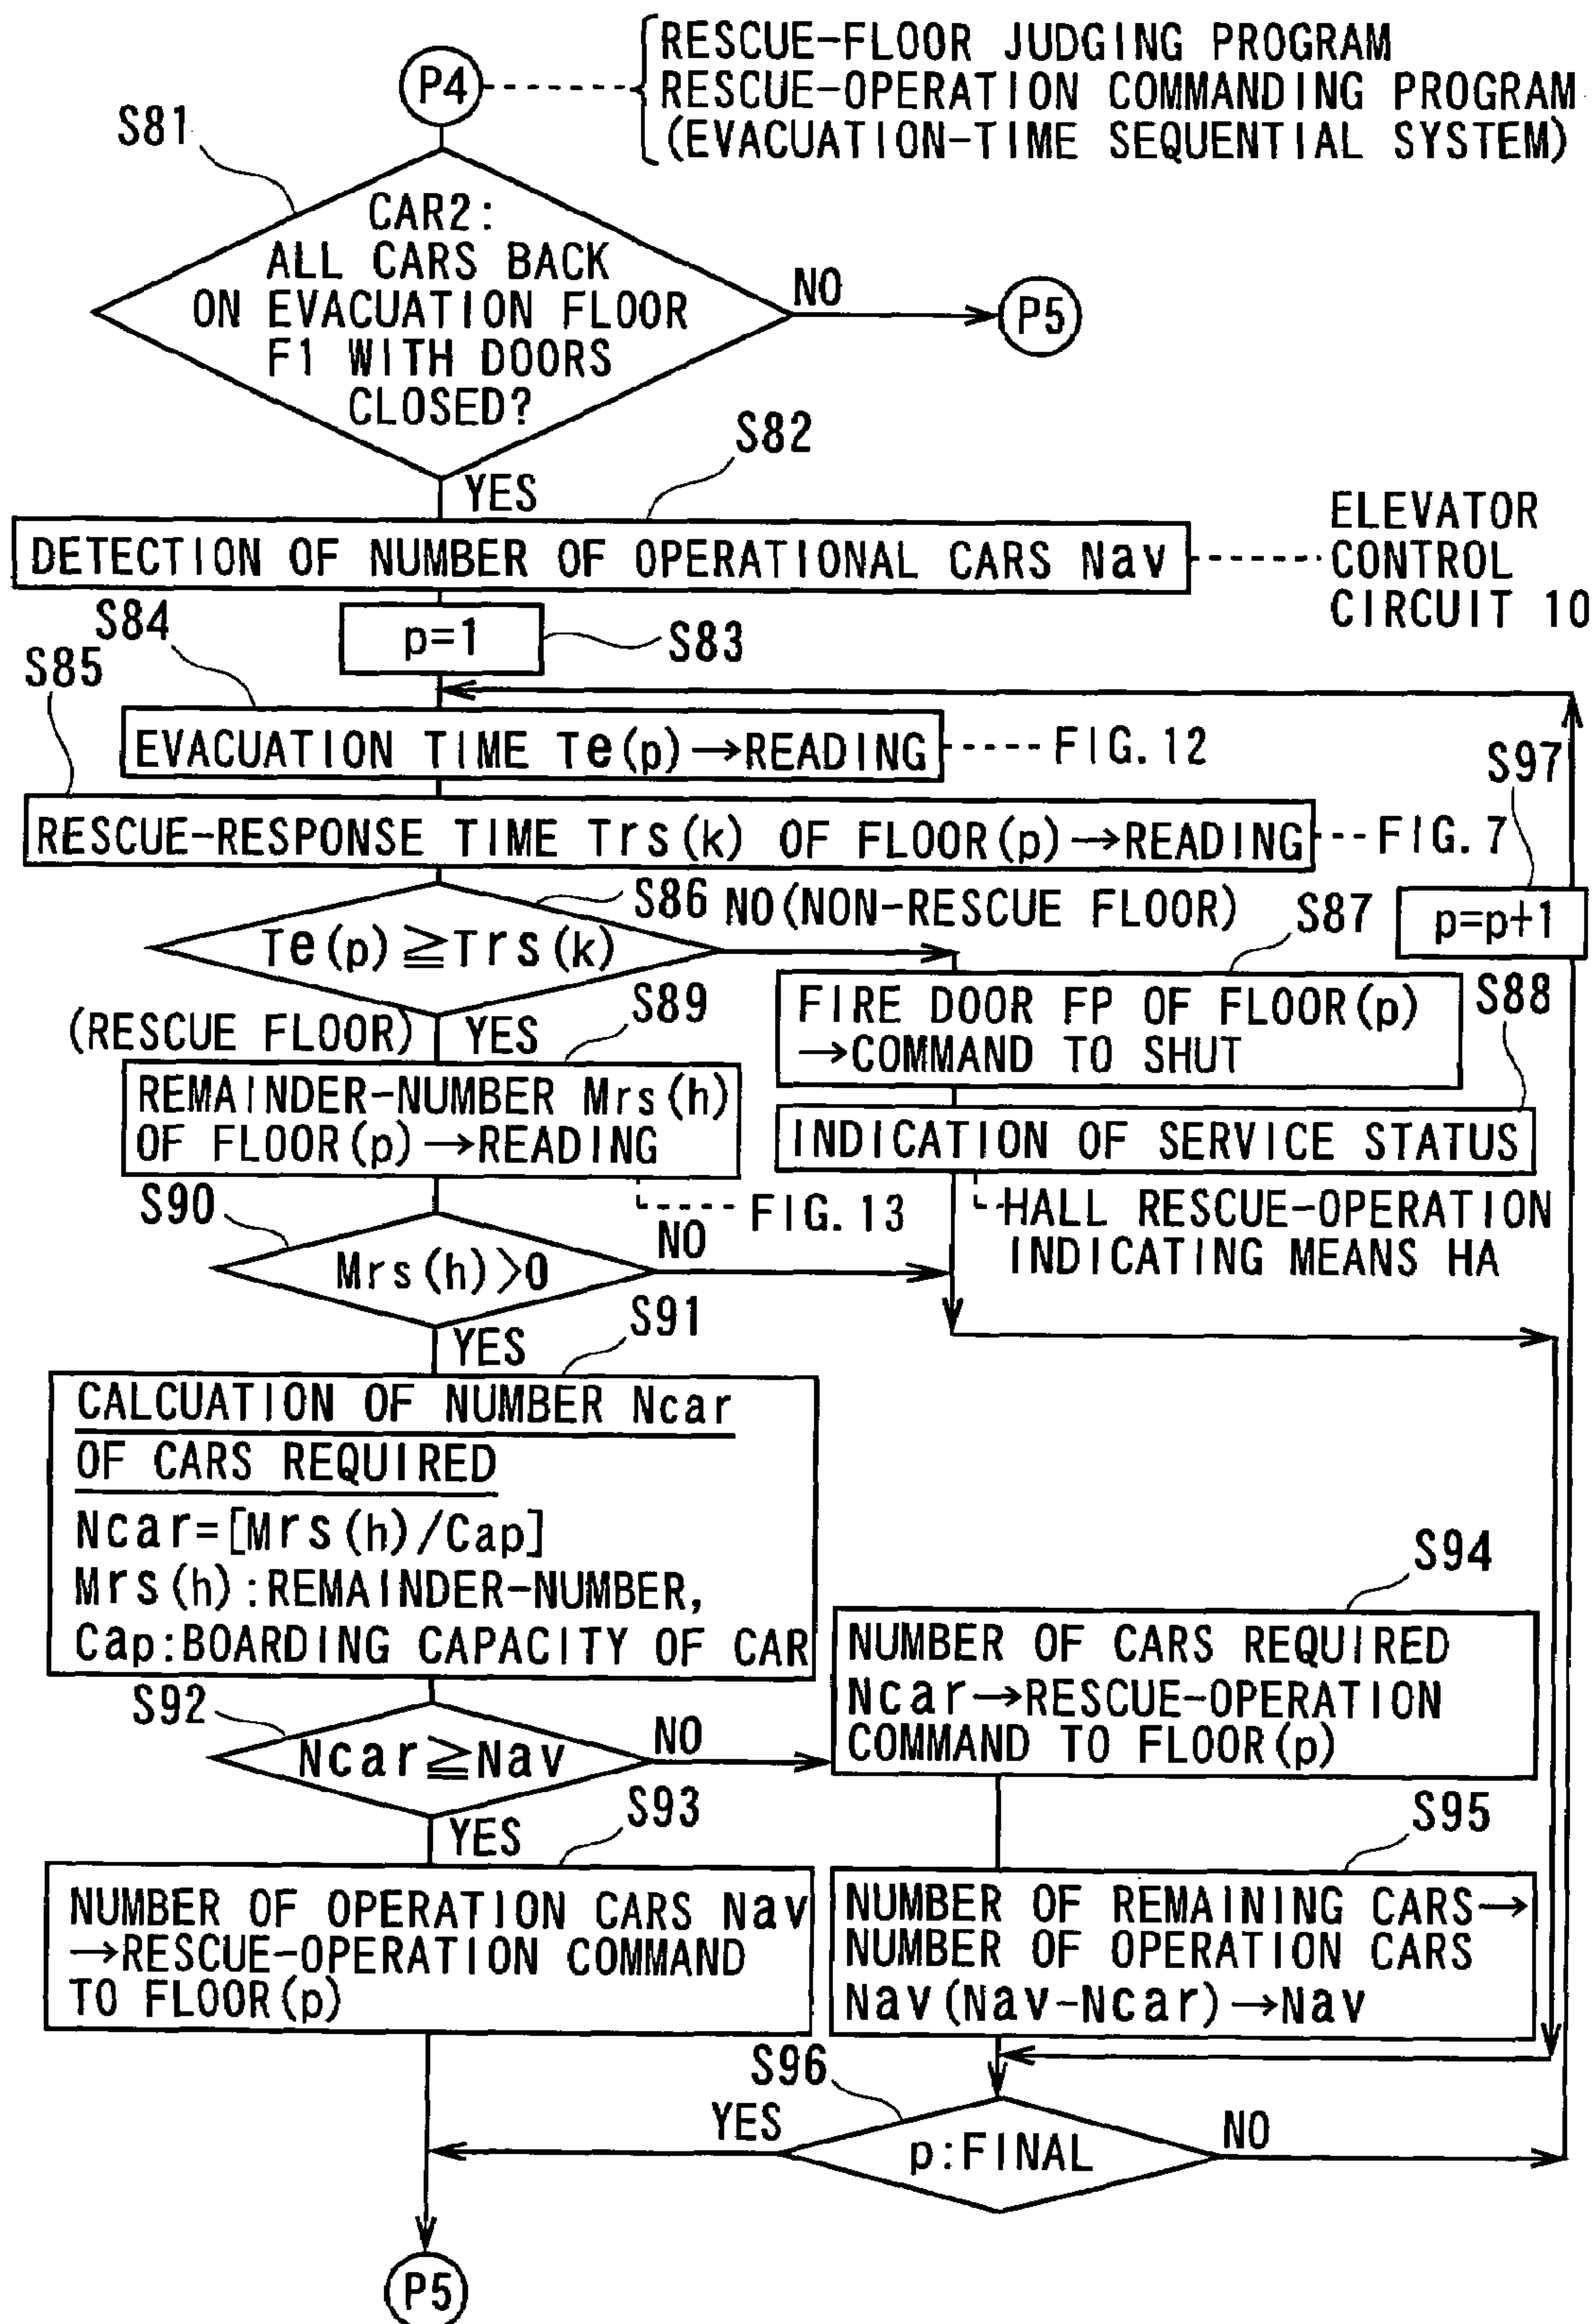 P4
RESCUE-FLOOR JUDGING PROGRAM
RESCUE-OPERATION COMMANDING PROGRAM
(EVACUATION-TIME SEQUENTIAL SYSTEM)
S81
CAR2:
ALL CARS BACK
ON EVACUATION FLOOR
F1 WITH DOORS
CLOSED?
NO
P5
YES
S82
DETECTION OF NUMBER OF OPERATIONAL CARS Nav
ELEVATOR
CONTROL
CIRCUIT 10
p=1
S83
S84
EVACUATION TIME Te(p)→READING
FIG. 12
S85
RESCUE-RESPONSE TIME Trs(k) OF FLOOR(p)→READING
FIG. 7
S97
p=p+1
S86
Te(p)≧Trs(k)
NO(NON-RESCUE FLOOR)
S87
FIRE DOOR FP OF FLOOR(p)
→COMMAND TO SHUT
S88
INDICATION OF SERVICE STATUS
HALL RESCUE-OPERATION
INDICATING MEANS HA
(RESCUE FLOOR)
YES
S89
REMAINDER-NUMBER Mrs(h)
OF FLOOR(p)→READING
FIG. 13
S90
Mrs(h)>0
NO
YES
S91
CALCUATION OF NUMBER Ncar
OF CARS REQUIRED
Ncar=[Mrs(h)/Cap]
Mrs(h):REMAINDER-NUMBER,
Cap:BOARDING CAPACITY OF CAR
S92
Ncar≧Nav
NO
S94
NUMBER OF CARS REQUIRED
Ncar→RESCUE-OPERATION
COMMAND TO FLOOR(p)
YES
S93
NUMBER OF OPERATION CARS Nav
→RESCUE-OPERATION COMMAND
TO FLOOR(p)
S95
NUMBER OF REMAINING CARS→
NUMBER OF OPERATION CARS
Nav(Nav-Ncar)→Nav
S96
p:FINAL
YES
NO
P5